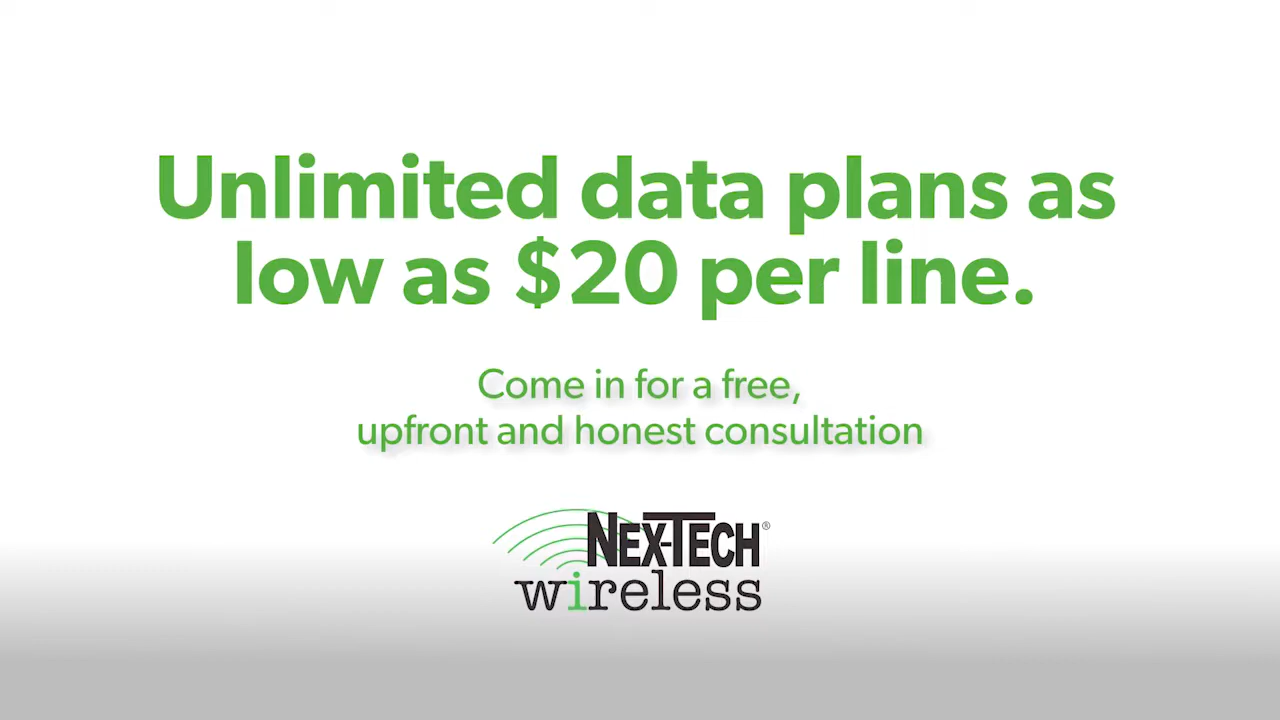 Unlimited data plans as
low as $20 per line.
Come in for a free,
upfront and honest consultation
NEX-TECH®
wireless